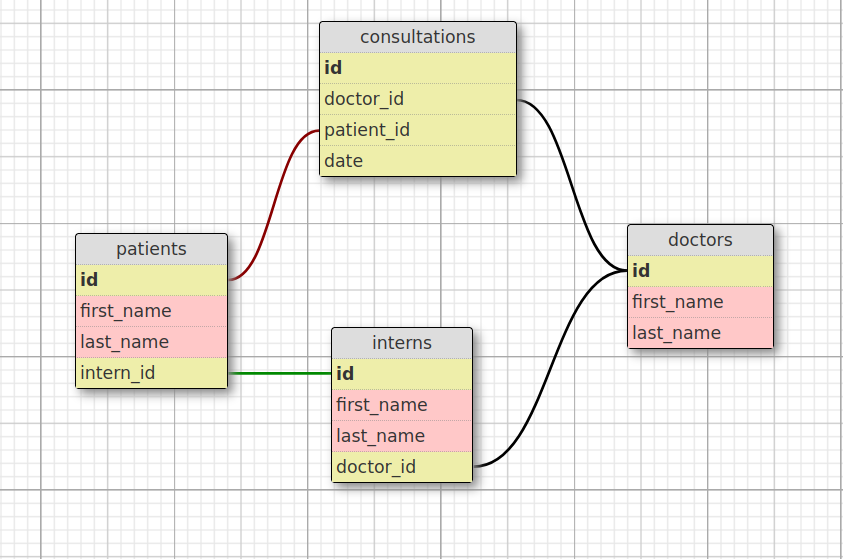 consultations
id
doctor_id
patient_id
date
patients
id
first_name
last_name
intern_id
interns
id
first_name
last_name
doctor_id
doctors
id
first_name
last_name